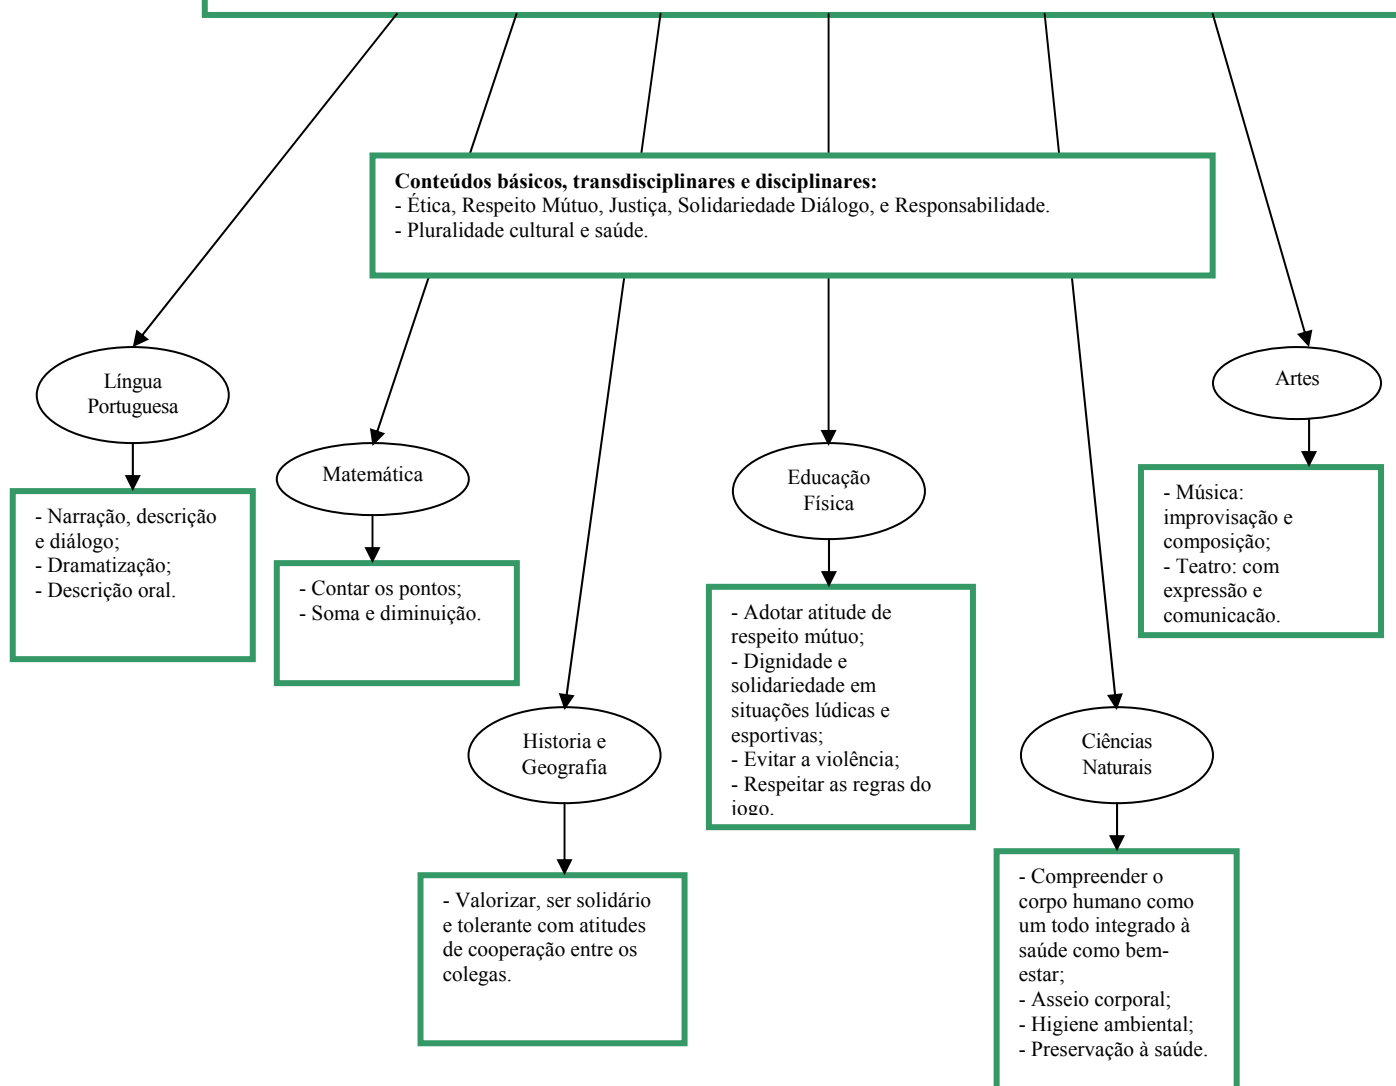 Conteúdos básicos, transdisciplinares e disciplinares:
- Ética, Respeito Mútuo, Justiça, Solidariedade Diálogo, e Responsabilidade.
- Pluralidade cultural e saúde.
Língua
Portuguesa
- Narração, descrição
e diálogo;
- Dramatização;
- Descrição oral.
Matemática
- Contar os pontos;
- Soma e diminuição.
Historia e
Geografia
- Valorizar, ser solidário
e tolerante com atitudes
de cooperação entre os
colegas.
Educação
Física
- Adotar atitude de
respeito mútuo;
- Dignidade e
solidariedade em
situações lúdicas e
esportivas;
- Evitar a violência;
- Respeitar as regras do
jogo.
Ciências
Naturais
- Compreender o
corpo humano como
um todo integrado à
saúde como bem-
estar;
- Asseio corporal;
- Higiene ambiental;
- Preservação à saúde.
Artes
- Música:
improvisação e
composição;
- Teatro: com
expressão e
comunicação.